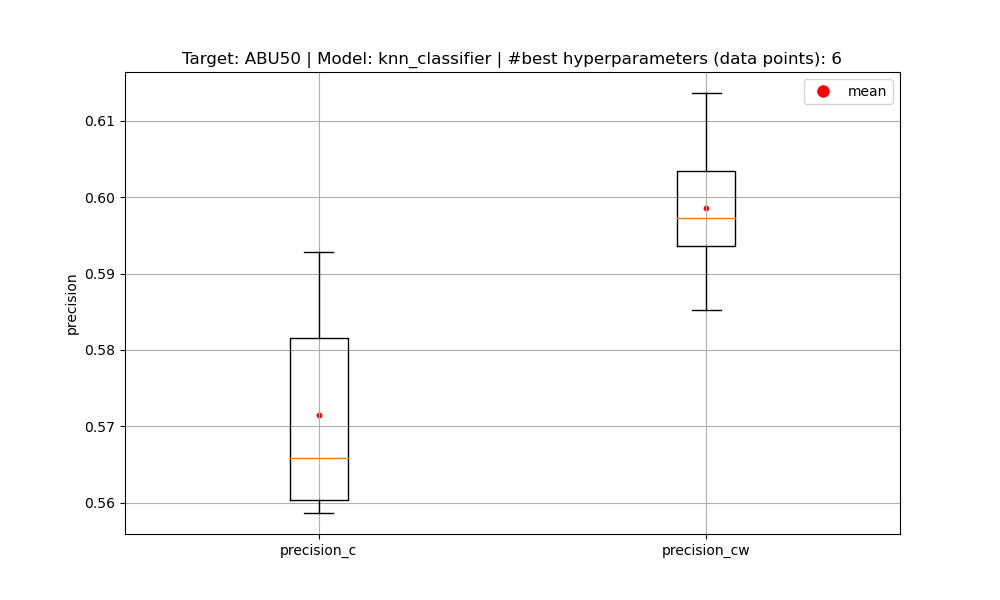 Target: ABU50 | Model: knn_classifier | #best hyperparameters (data points): 6
mean
0.61
0.60
0.59
0.58
0.57
0.56
precision
precision_c
precision_cw